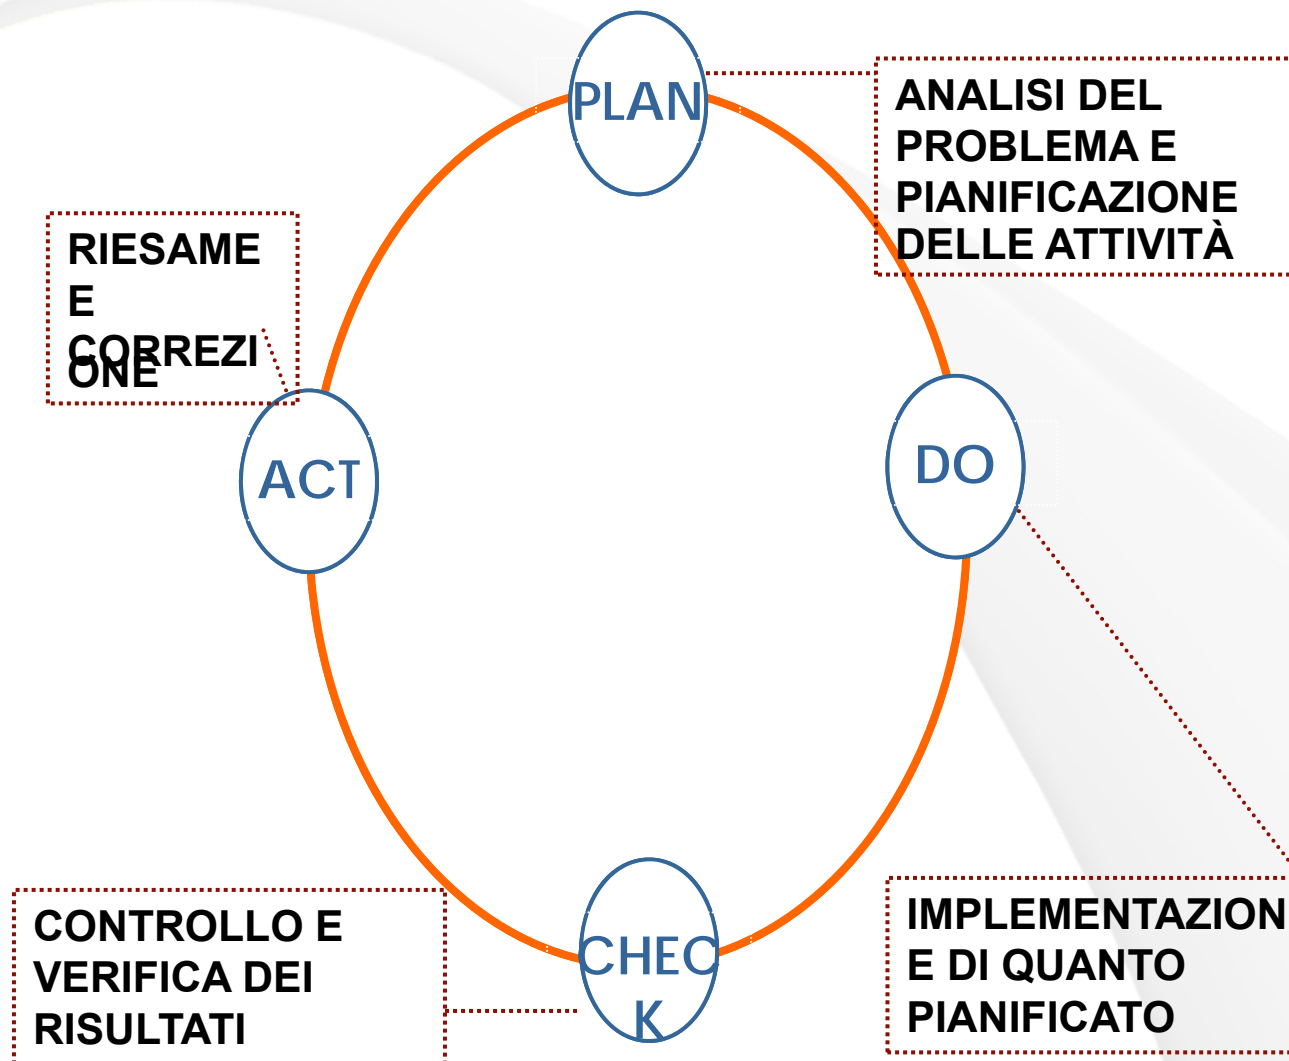 PLAN
ANALISI DEL
PROBLEMA E
PIANIFICAZIONE
DELLE ATTIVITÀ
RIESAME
E
CORREZI
ONE
ACT
DO
CHEC
K
CONTROLLO E
VERIFICA DEI
RISULTATI
IMPLEMENTAZION
E DI QUANTO
PIANIFICATO